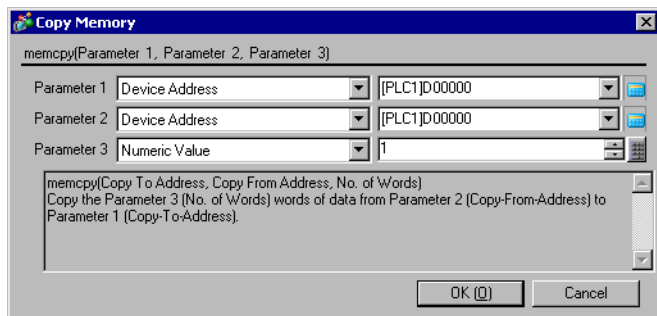 Copy Memory
memcpy(Parameter 1, Parameter 2, Parameter 3)
Parameter 1 Device Address [PLC1]D00000
Parameter 2 Device Address [PLC1]D00000
Parameter 3 Numeric Value 1
memcpy(Copy To Address, Copy From Address, No. of Words)
Copy the Parameter 3 (No. of Words) words of data from Parameter 2 (Copy-From-Address) to
Parameter 1 (Copy-To-Address).
OK (O) Cancel